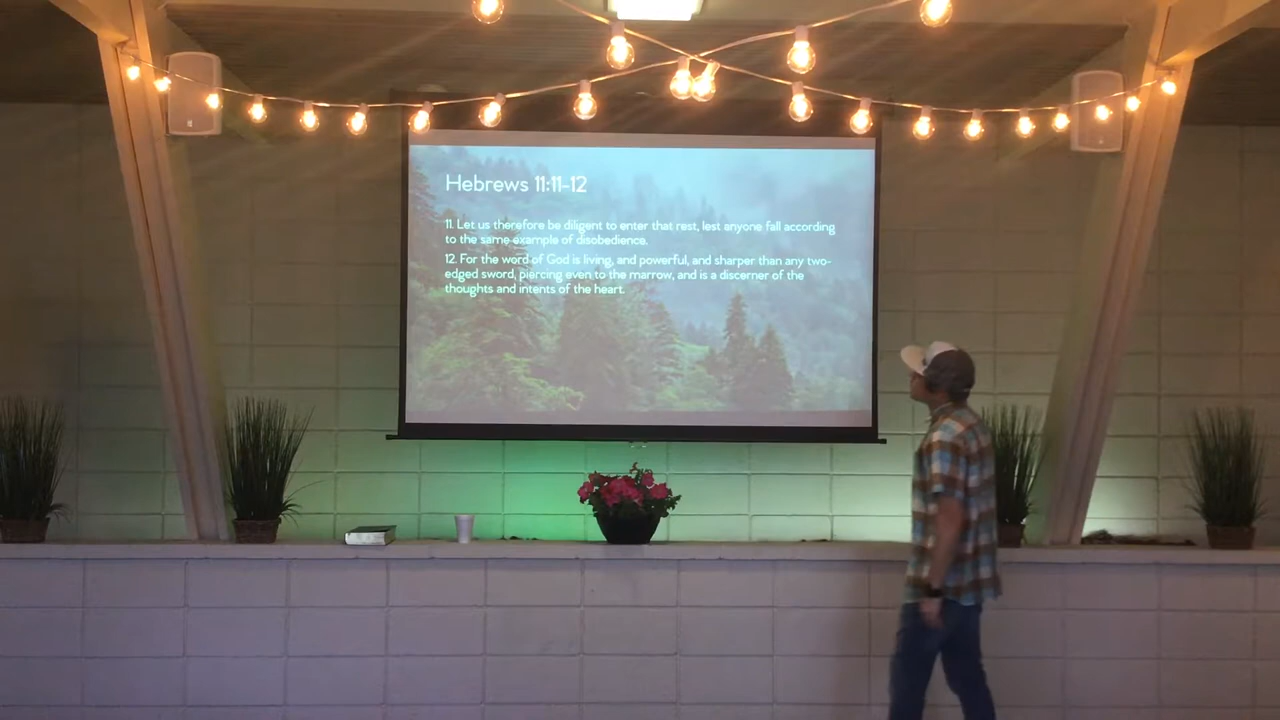 Hebrews 11:11-12
11. Let us therefore be diligent to enter that rest, lest anyone fall according
to the same example of disobedience.
12. For the word of God is living, and powerful, and sharper than any two-
edged sword, piercing even to the marrow, and is a discerner of the
thoughts and intents of the heart.